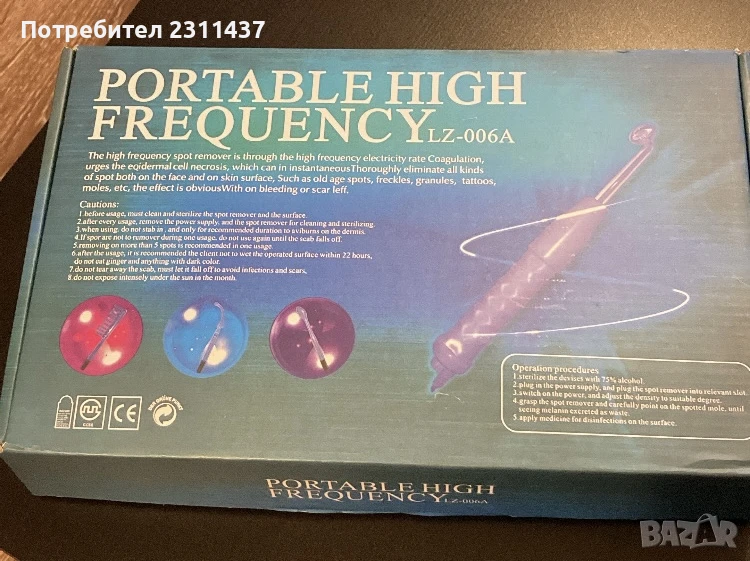 Потребител 2311437
PORTABLE HIGH
FREQUENCY LZ-006A
The high frequency spot remover is through the high frequency electricity rate Coagulation,
urges the eqidermal cell necrosis, which can in instantaneousThoroughly eliminate all kinds
of spot both on the face and on skin surface, Such as old age spots, freckles, granules, tattoos,
moles, etc, the effect is obviousWith on bleeding or scar leff.
Cautions:
1.before usage, must clean and sterilize the spot remover and the surface.
2.after every usage, remove the power supply, and the spot remover for cleaning and sterilizing.
3.when using, do not stab in, and only for recommended duration to aviburns on the dermis.
4.If spor are not to remover during one usage, do not use again until the scab falls off.
5.removing on more than 5 spots is recommended in one usage.
6.after the usage, it is recommended the client not to wet the operated surface within 22 hours,
do not eat ginger and anything with dark color.
7.do not tear away the scab, must let it fall off to avoid infections and scars.
8.do not expose intensely under the sun in the month.
Operation procedures
1.sterilize the devises with 75% alcohol.
2.plug in the power supply, and plug the spot remover into relevant slot.
3.switch on the power, and adjust the density to suitable degree.
4.grasp the spot remover and carefully point on the spotted mole, until
seeing melanin excreted as waste.
5.apply medicine for disinfections on the surface.
CE
PORTABLE HIGH
FREQUENCY LZ-006A
BAZAR